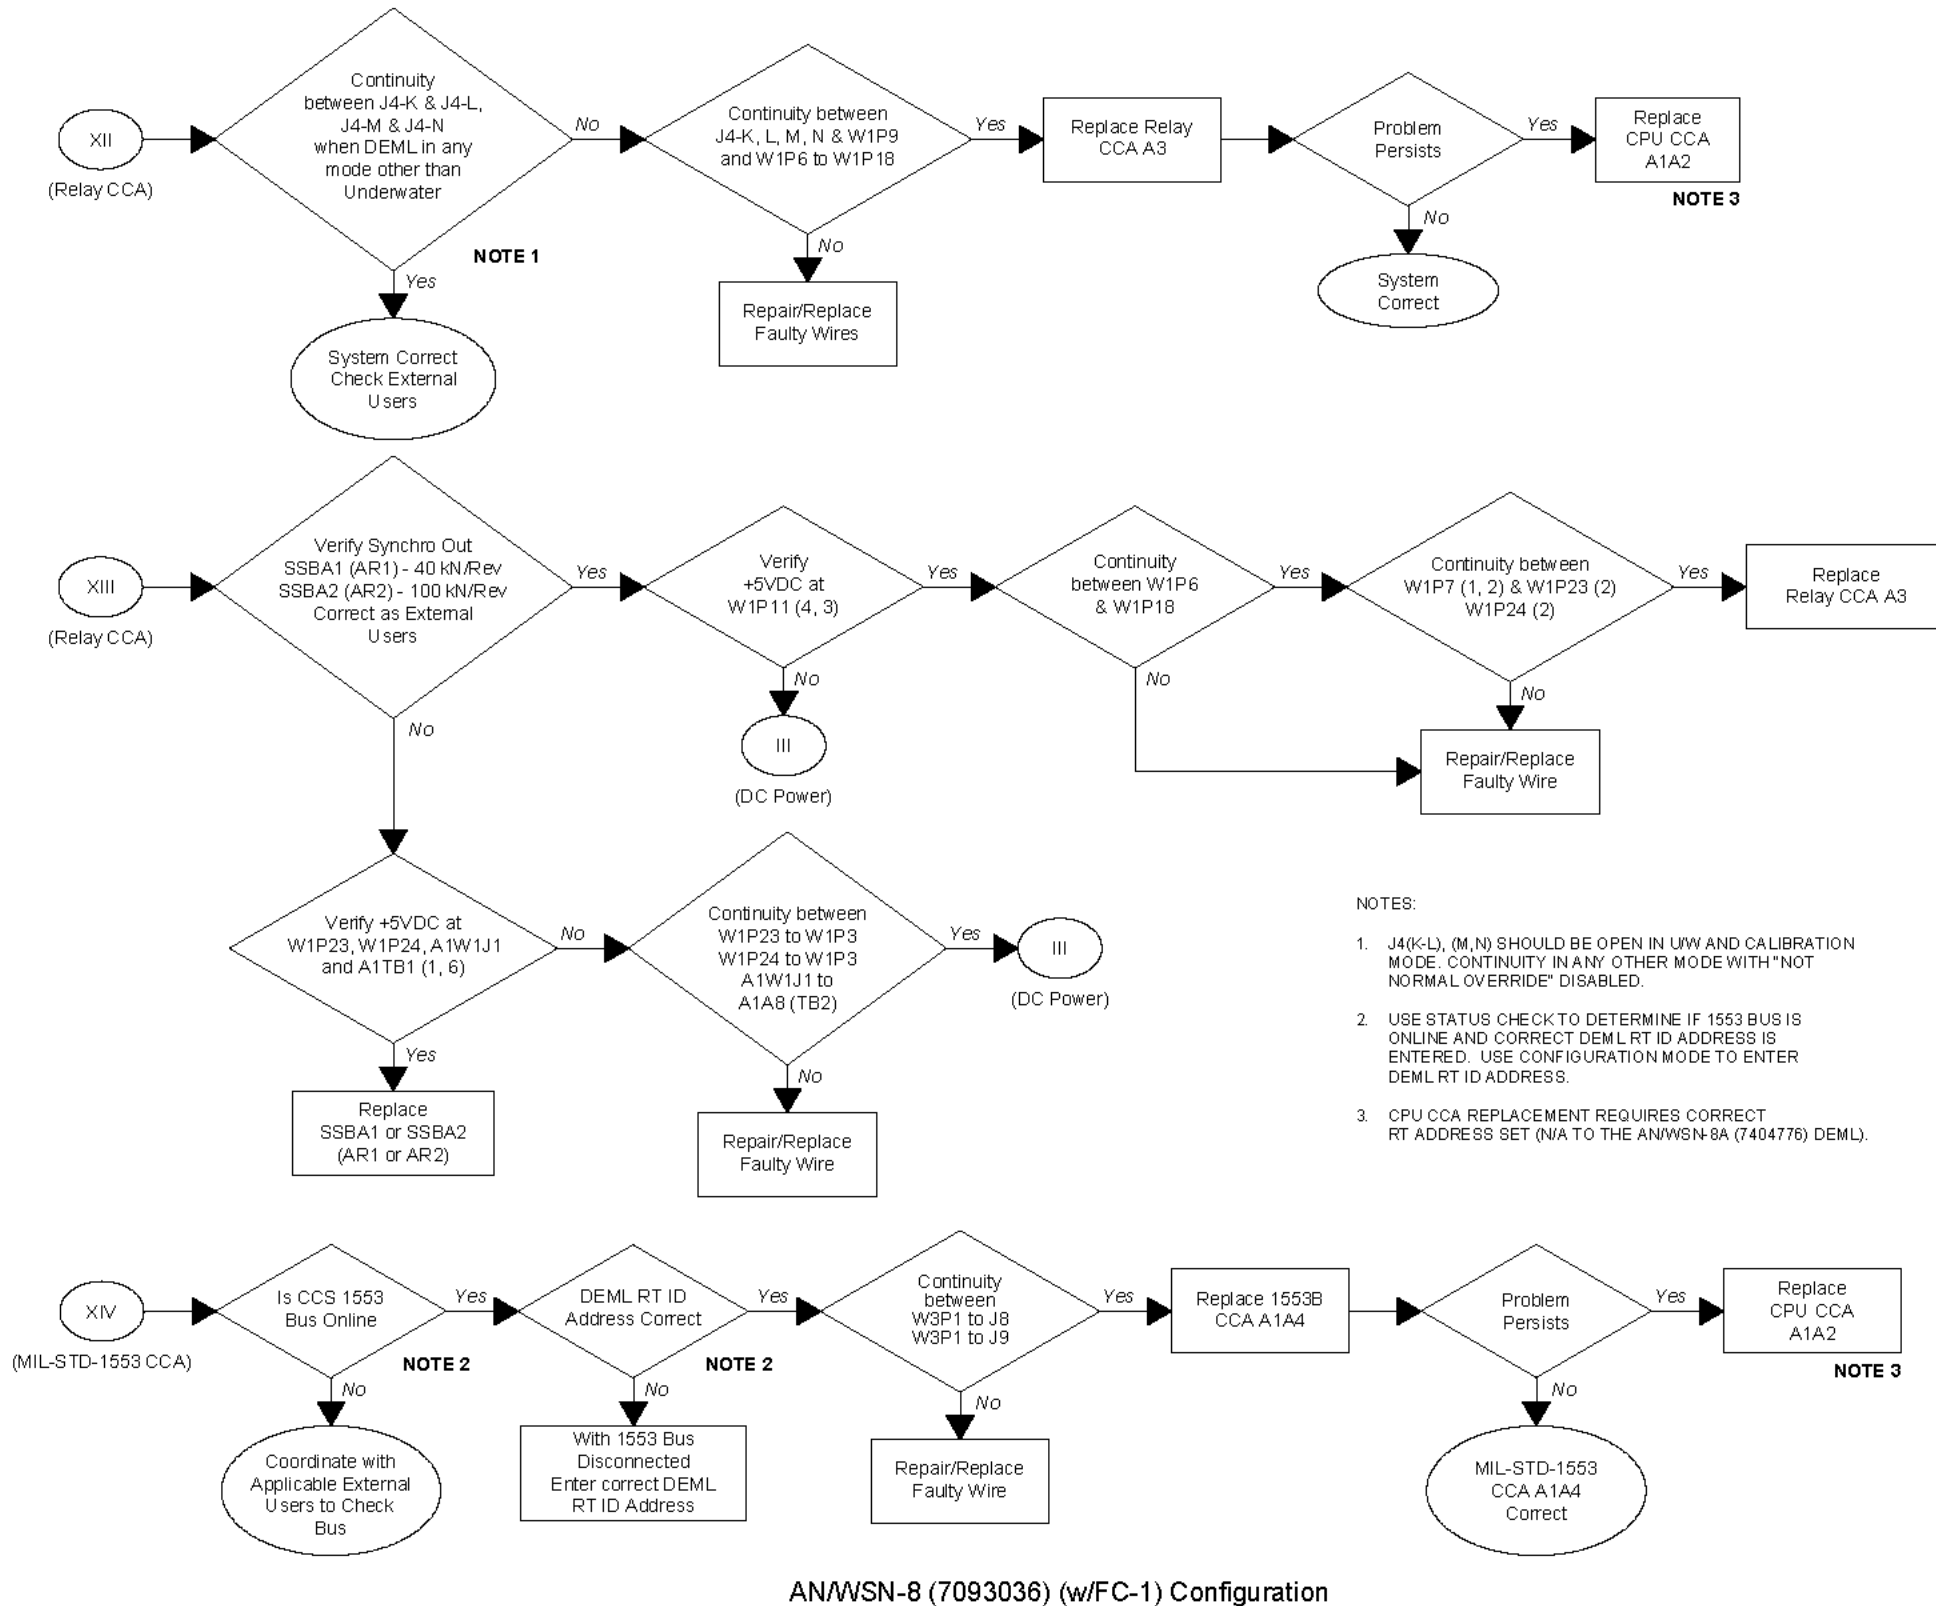 XII
(Relay CCA)
Continuity
between J4-K & J4-L,
J4-M & J4-N
when DEML in any
mode other than
Underwater
NOTE 1
No
Yes
System Correct
Check External
Users
Continuity between
J4-K, L, M, N & W1P9
and W1P6 to W1P18
Yes
No
Repair/Replace
Faulty Wires
Replace Relay
CCA A3
Problem
Persists
Yes
No
System
Correct
Replace
CPU CCA
A1A2
NOTE 3
XIII
(Relay CCA)
Verify Synchro Out
SSBA1 (AR1) - 40 kN/Rev
SSBA2 (AR2) - 100 kN/Rev
Correct as External
Users
Yes
No
Verify
+5VDC at
W1P11 (4, 3)
Yes
No
III
(DC Power)
Continuity
between W1P6
& W1P18
Yes
No
Continuity between
W1P7 (1, 2) & W1P23 (2)
W1P24 (2)
Yes
No
Replace
Relay CCA A3
Repair/Replace
Faulty Wire
Verify +5VDC at
W1P23, W1P24, A1W1J1
and A1TB1 (1, 6)
No
Yes
Replace
SSBA1 or SSBA2
(AR1 or AR2)
Continuity between
W1P23 to W1P3
W1P24 to W1P3
A1W1J1 to
A1A8 (TB2)
Yes
No
III
(DC Power)
Repair/Replace
Faulty Wire
NOTES:
1. J4(K-L), (M,N) SHOULD BE OPEN IN U/W AND CALIBRATION
MODE. CONTINUITY IN ANY OTHER MODE WITH "NOT
NORMAL OVERRIDE" DISABLED.
2. USE STATUS CHECK TO DETERMINE IF 1553 BUS IS
ONLINE AND CORRECT DEML RT ID ADDRESS IS
ENTERED. USE CONFIGURATION MODE TO ENTER
DEML RT ID ADDRESS.
3. CPU CCA REPLACEMENT REQUIRES CORRECT
RT ADDRESS SET (N/A TO THE AN/WSN-8A (7404776) DEML).
XIV
(MIL-STD-1553 CCA)
Is CCS 1553
Bus Online
NOTE 2
Yes
No
Coordinate with
Applicable External
Users to Check
Bus
DEML RT ID
Address Correct
NOTE 2
Yes
No
With 1553 Bus
Disconnected
Enter correct DEML
RT ID Address
Continuity
between
W3P1 to J8
W3P1 to J9
Yes
No
Repair/Replace
Faulty Wire
Replace 1553B
CCA A1A4
Problem
Persists
Yes
No
MIL-STD-1553
CCA A1A4
Correct
Replace
CPU CCA
A1A2
NOTE 3
AN/WSN-8 (7093036) (w/FC-1) Configuration